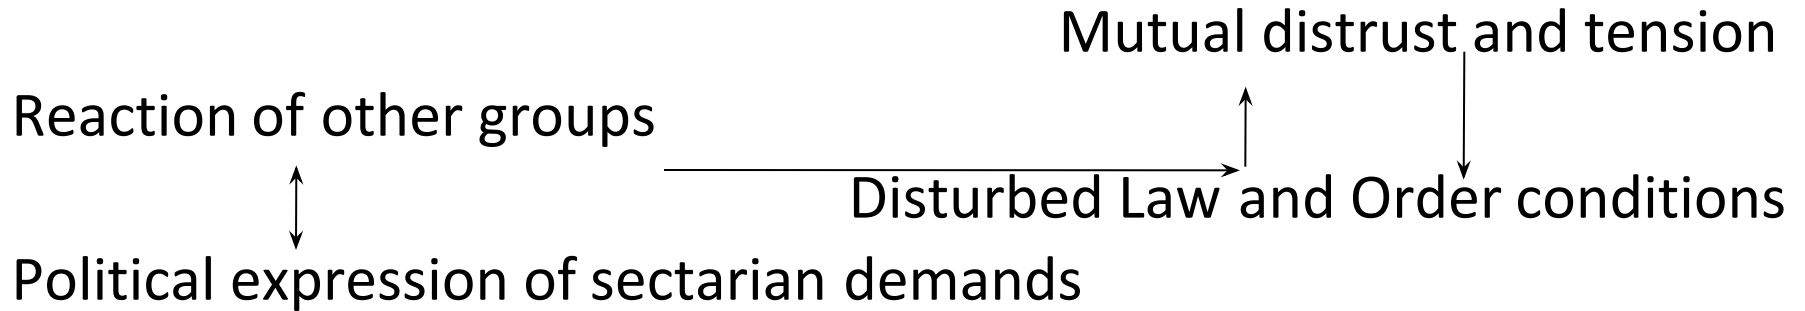 Mutual distrust and tension
Reaction of other groups
Disturbed Law and Order conditions
Political expression of sectarian demands